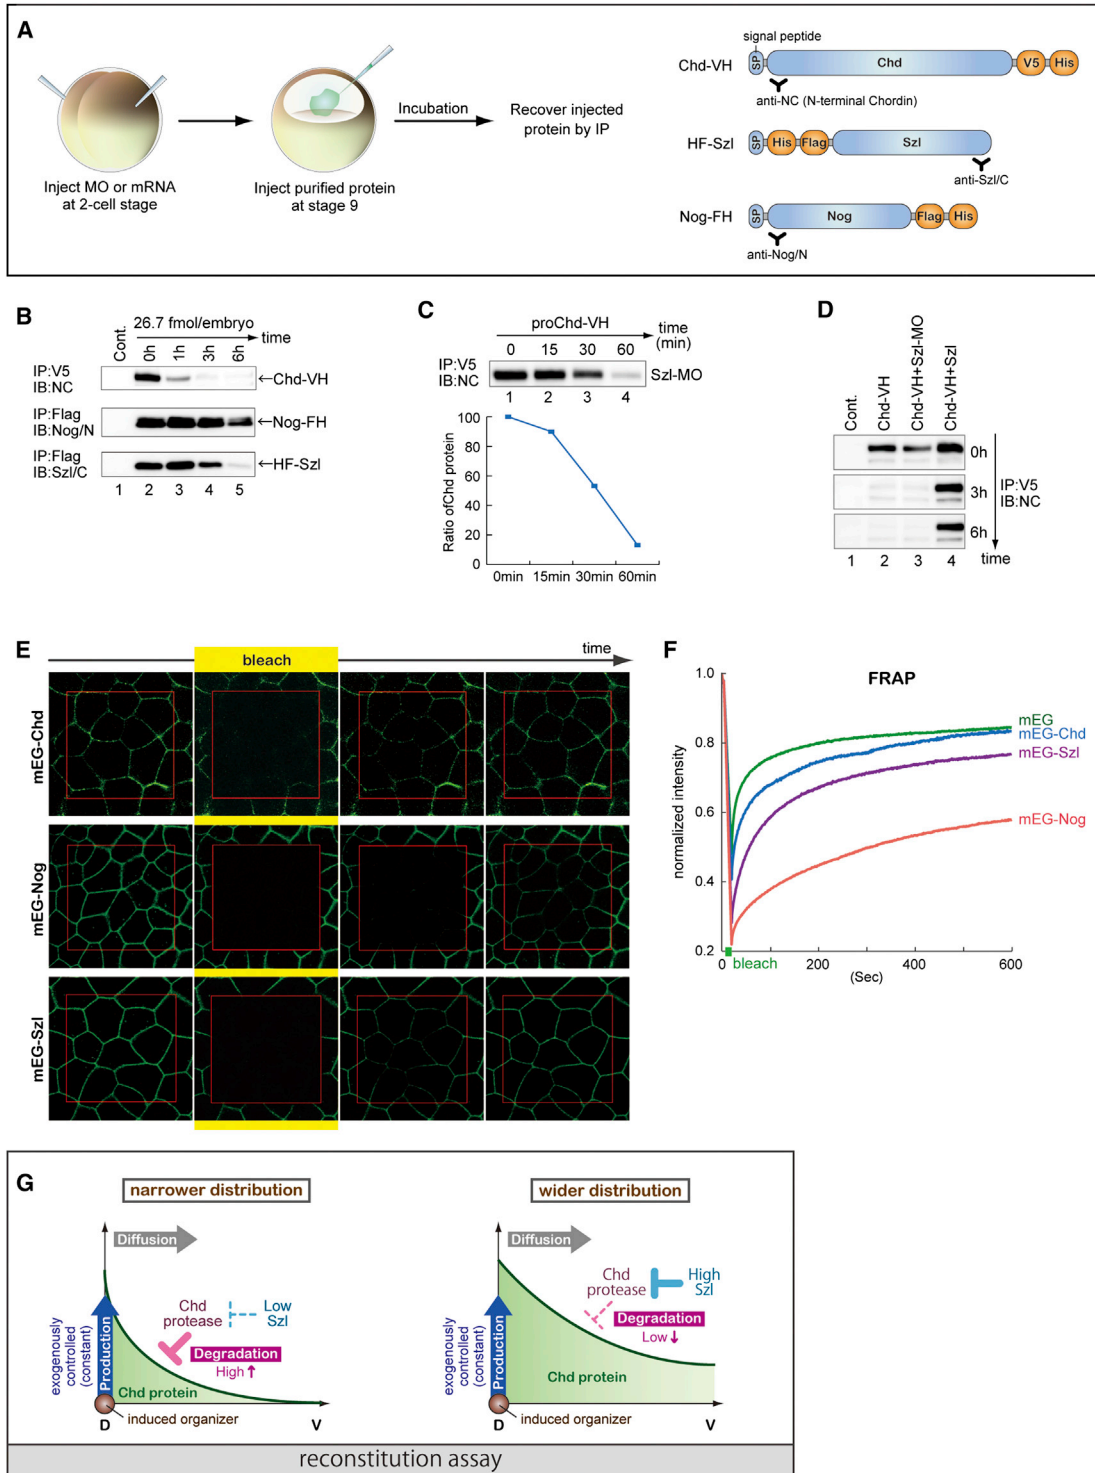 A
Inject MO or mRNA
at 2-cell stage
Inject purified protein
at stage 9
Incubation
Recover injected
protein by IP
signal peptide
Chd-VH
SP
Chd
V5
His
anti-NC (N-terminal Chordin)
HF-Szl
SP
His
Flag
Szl
anti-Szl/C
Nog-FH
SP
Nog
Flag
His
anti-Nog/N
B
Cont.
26.7 fmol/embryo
time
0h
1h
3h
6h
IP:V5
IB:NC
←Chd-VH
IP:Flag
IB:Nog/N
←Nog-FH
IP:Flag
IB:Szl/C
←HF-Szl
1 2 3 4 5
C
proChd-VH
time
(min)
0 15 30 60
IP:V5
IB:NC
Szl-MO
1 2 3 4
Ratio ofChd protein
100
80
60
40
20
0
0min 15min 30min 60min
D
Cont.
Chd-VH
Chd-VH+Szl-MO
Chd-VH+Szl
0h
3h
6h
IP:V5
IB:NC
1 2 3 4
time
E
bleach
time
mEG-Chd
mEG-Nog
mEG-Szl
F
FRAP
normalized intensity
1.0
0.8
0.6
0.4
0.2
mEG
mEG-Chd
mEG-Szl
mEG-Nog
bleach
0 200 400 600
(Sec)
G
narrower distribution
Diffusion
exogenously
controlled
(constant)
Production
Chd
protease
Low
Szl
Degradation
High ↑
Chd protein
induced organizer
D
V
wider distribution
Diffusion
exogenously
controlled
(constant)
Production
Chd
protease
High
Szl
Degradation
Low ↓
Chd protein
induced organizer
D
V
reconstitution assay